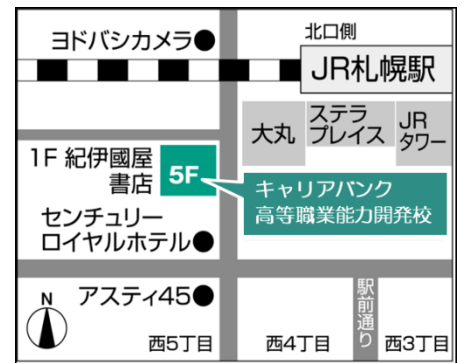 ヨドバシカメラ
北口側
JR札幌駅
大丸
ステラ
プレイス
JR
タワー
1F 紀伊國屋
書店
5F
キャリアバンク
高等職業能力開発校
センチュリー
ロイヤルホテル
N
アスティ45
駅前通り
西5丁目
西4丁目
西3丁目